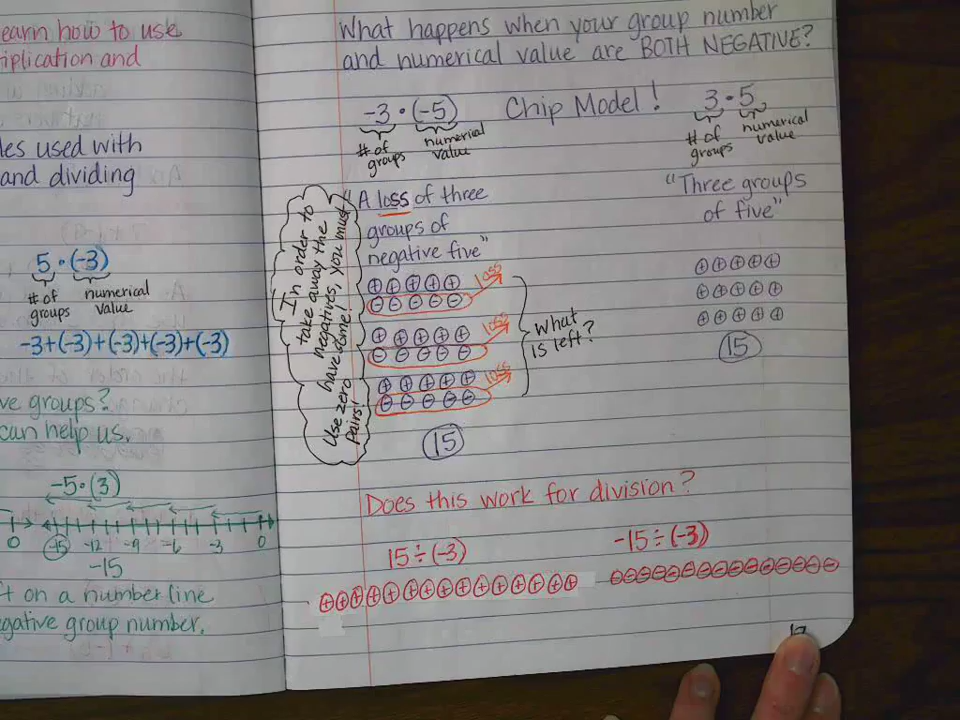 earn how to use
iplication and
les used with
and dividing
5 · (-3)
# of groups
numerical value
-3+(-3)+(-3)+(-3)+(-3)
ve groups?
can help us.
-5 · (3)
0 -15 -12 -9 -6 -3 0
-15
ft on a number line
egative group number,
What happens when your group number
and numerical value are BOTH NEGATIVE?
-3 · (-5)
# of groups
numerical value
Chip Model!
3 · 5
# of groups
numerical value
"A loss of three
groups of
negative five"
"Three groups
of five"
In order to
take away the
negatives, you must
have some!
Use zero
pairs!
+ + + + +
- - - - -
loss
+ + + + +
- - - - -
loss
+ + + + +
- - - - -
loss
what
is left?
15
+ + + + +
+ + + + +
+ + + + +
15
Does this work for division?
15 ÷ (-3)
+ + + + + + + + + + + + + + +
-15 ÷ (-3)
- - - - - - - - - - - - - - -